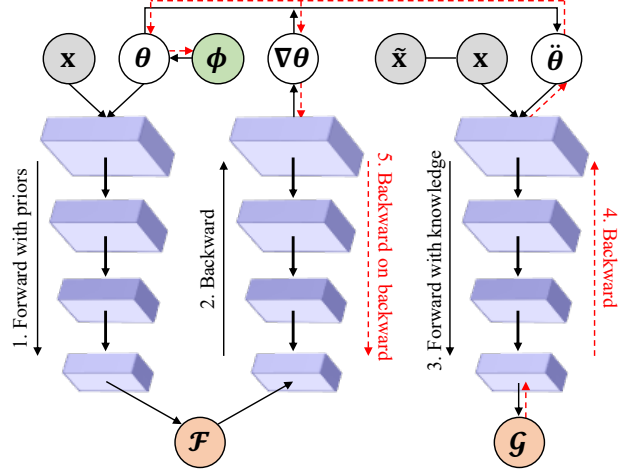 x θ ϕ ∇θ x̃ x θ̈
1. Forward with priors
2. Backward
5. Backward on backward
3. Forward with knowledge
4. Backward
ℱ 𝒢